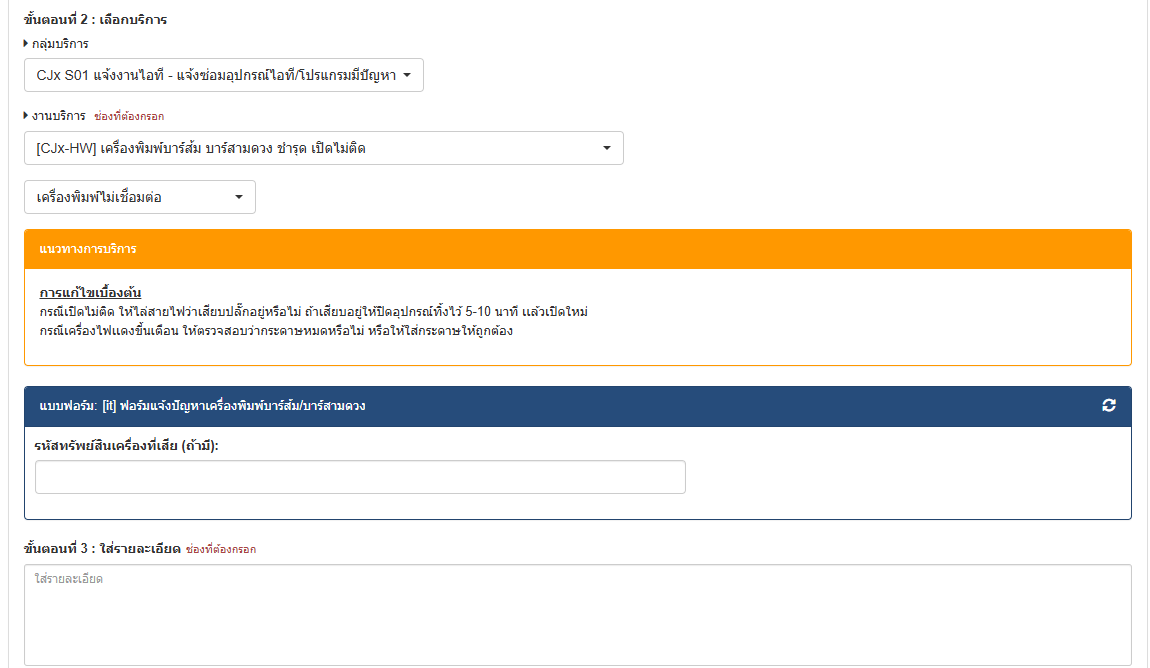 ขั้นตอนที่ 2 : เลือกบริการ
กลุ่มบริการ
CJx S01 แจ้งงานไอที - แจ้งซ่อมอุปกรณ์ไอที/โปรแกรมมีปัญหา
งานบริการ ช่องที่ต้องกรอก
[CJx-HW] เครื่องพิมพ์บาร์ส้ม บาร์สามดวง ชำรุด เปิดไม่ติด
เครื่องพิมพ์ไม่เชื่อมต่อ
แนวทางการบริการ
การแก้ไขเบื้องต้น
กรณีเปิดไม่ติด ให้ไล่สายไฟว่าเสียบปลั๊กอยู่หรือไม่ ถ้าเสียบอยู่ให้ปิดอุปกรณ์ทิ้งไว้ 5-10 นาที แล้วเปิดใหม่
กรณีเครื่องไฟแดงขึ้นเตือน ให้ตรวจสอบว่ากระดาษหมดหรือไม่ หรือให้ใส่กระดาษให้ถูกต้อง
แบบฟอร์ม: [it] ฟอร์มแจ้งปัญหาเครื่องพิมพ์บาร์ส้ม/บาร์สามดวง
รหัสทรัพย์สินเครื่องที่เสีย (ถ้ามี):
ขั้นตอนที่ 3 : ใส่รายละเอียด ช่องที่ต้องกรอก
ใส่รายละเอียด